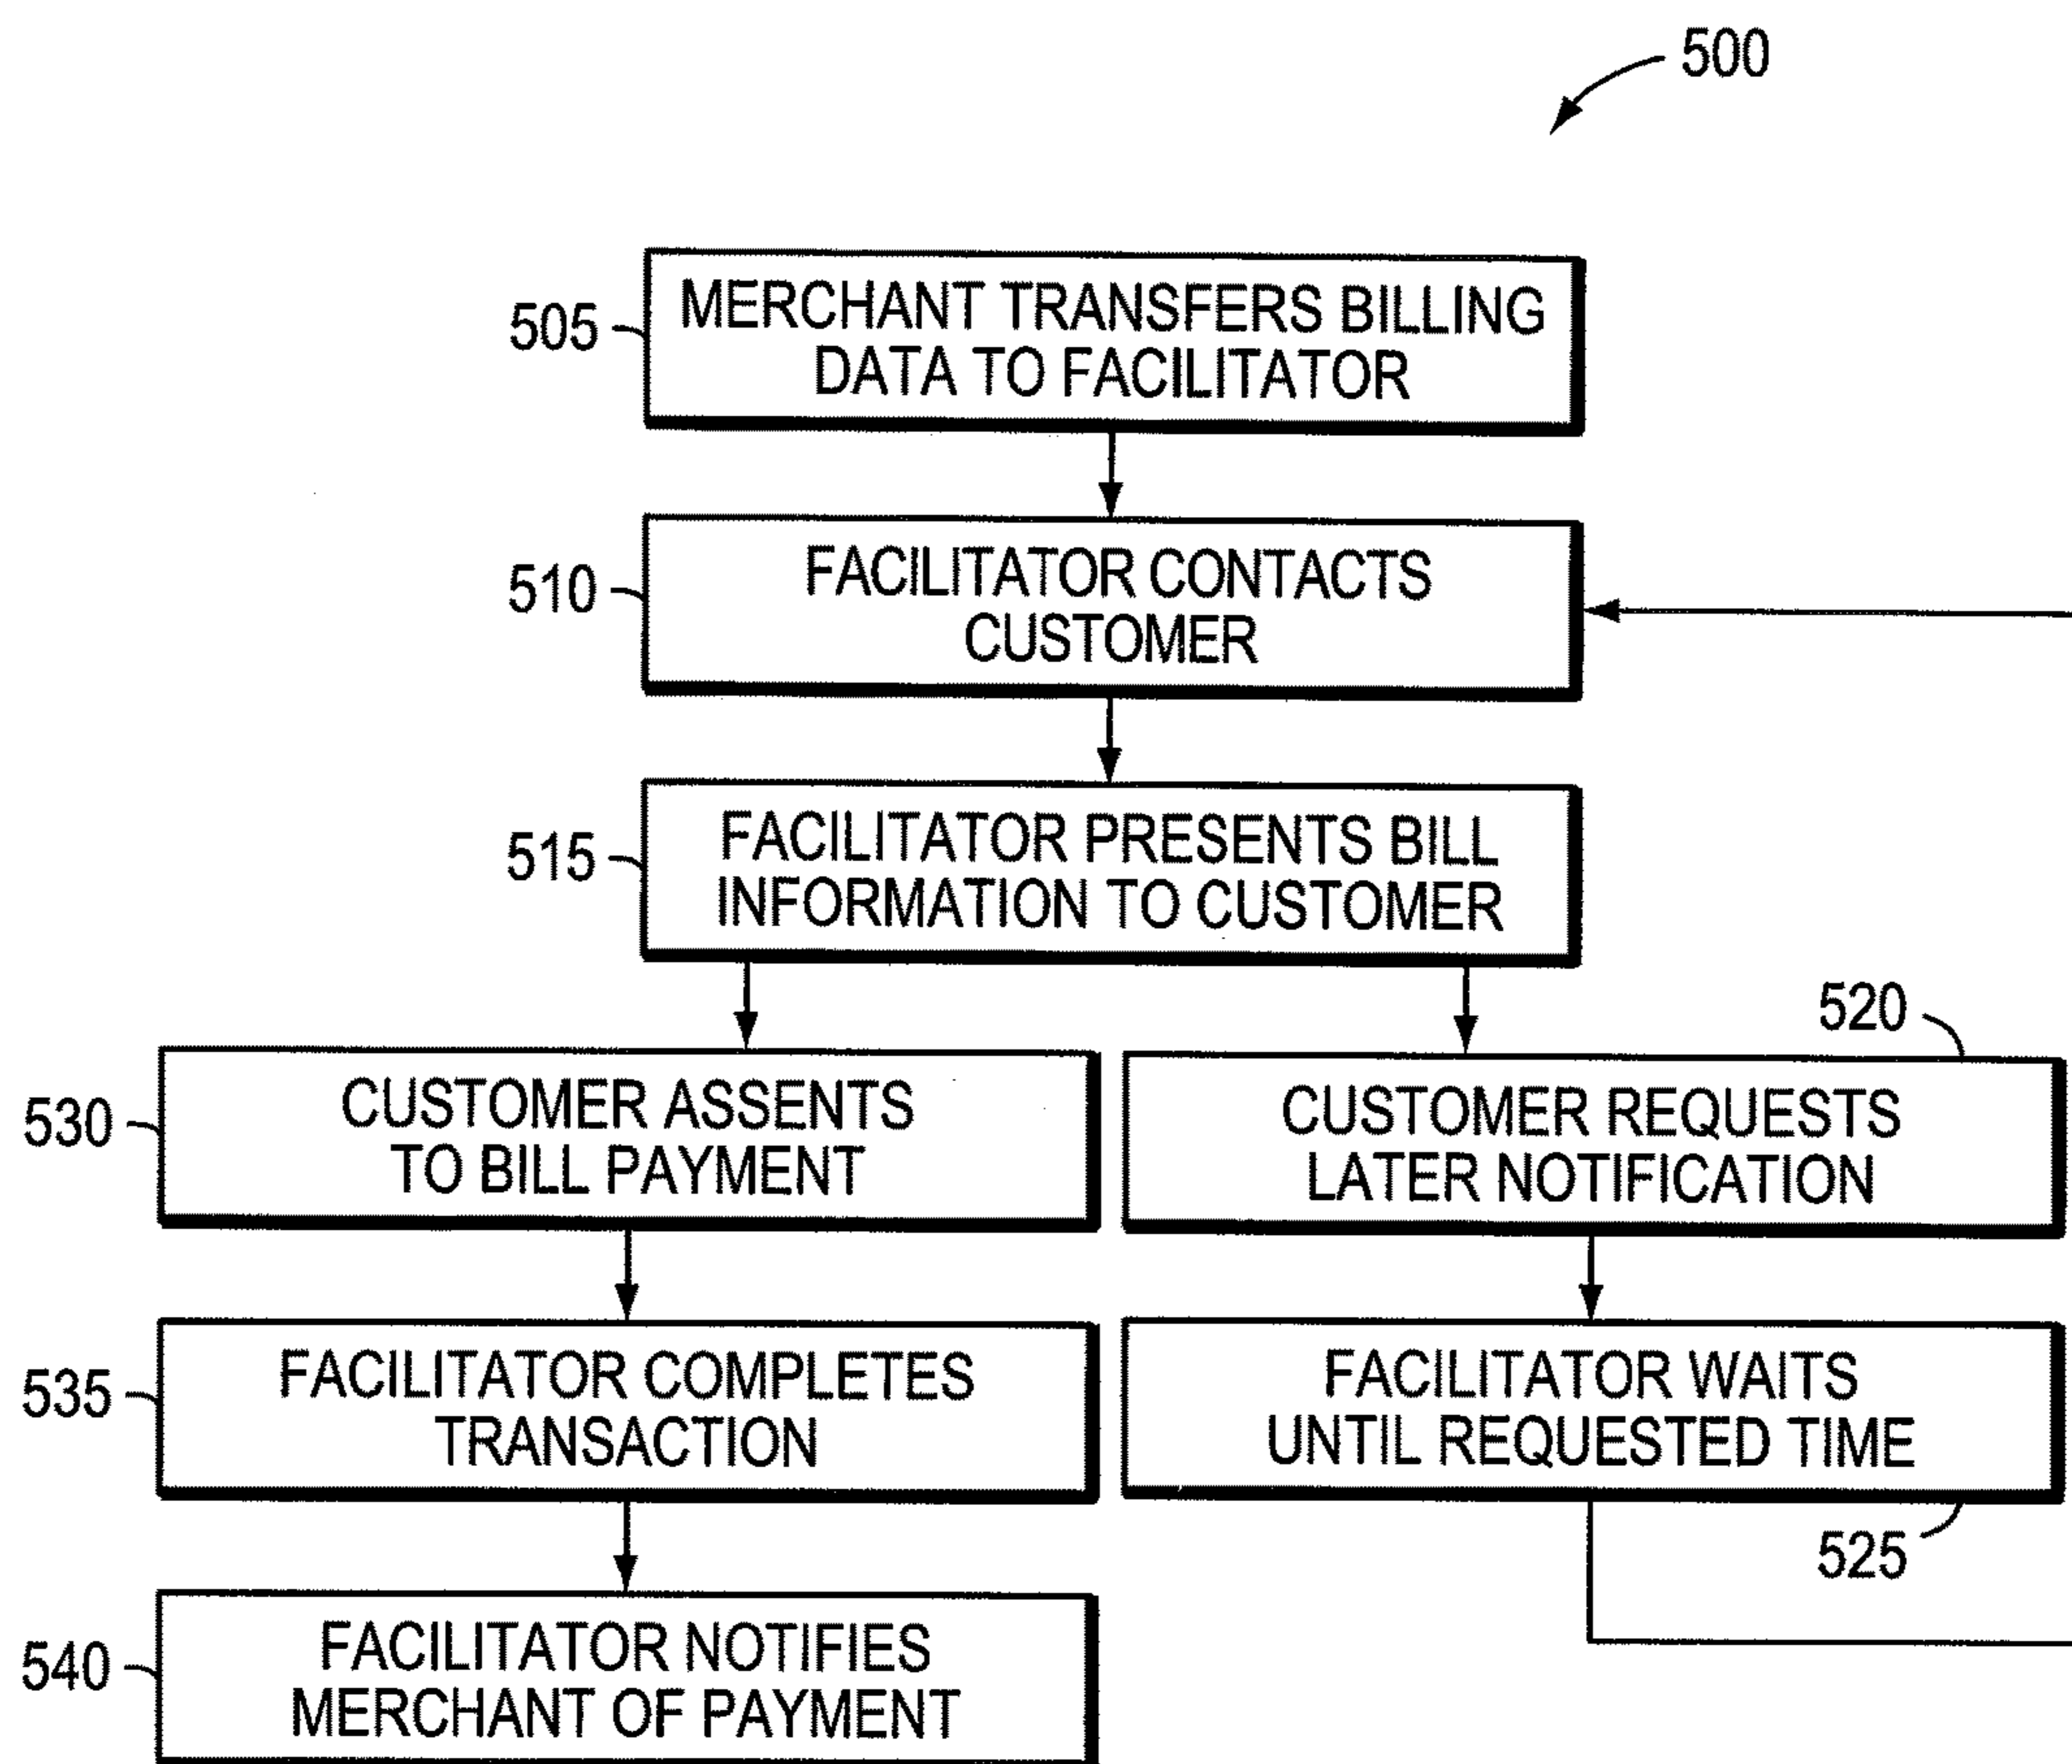 500
505
MERCHANT TRANSFERS BILLING
DATA TO FACILITATOR
510
FACILITATOR CONTACTS
CUSTOMER
515
FACILITATOR PRESENTS BILL
INFORMATION TO CUSTOMER
520
530
CUSTOMER ASSENTS
TO BILL PAYMENT
CUSTOMER REQUESTS
LATER NOTIFICATION
535
FACILITATOR COMPLETES
TRANSACTION
FACILITATOR WAITS
UNTIL REQUESTED TIME
525
540
FACILITATOR NOTIFIES
MERCHANT OF PAYMENT